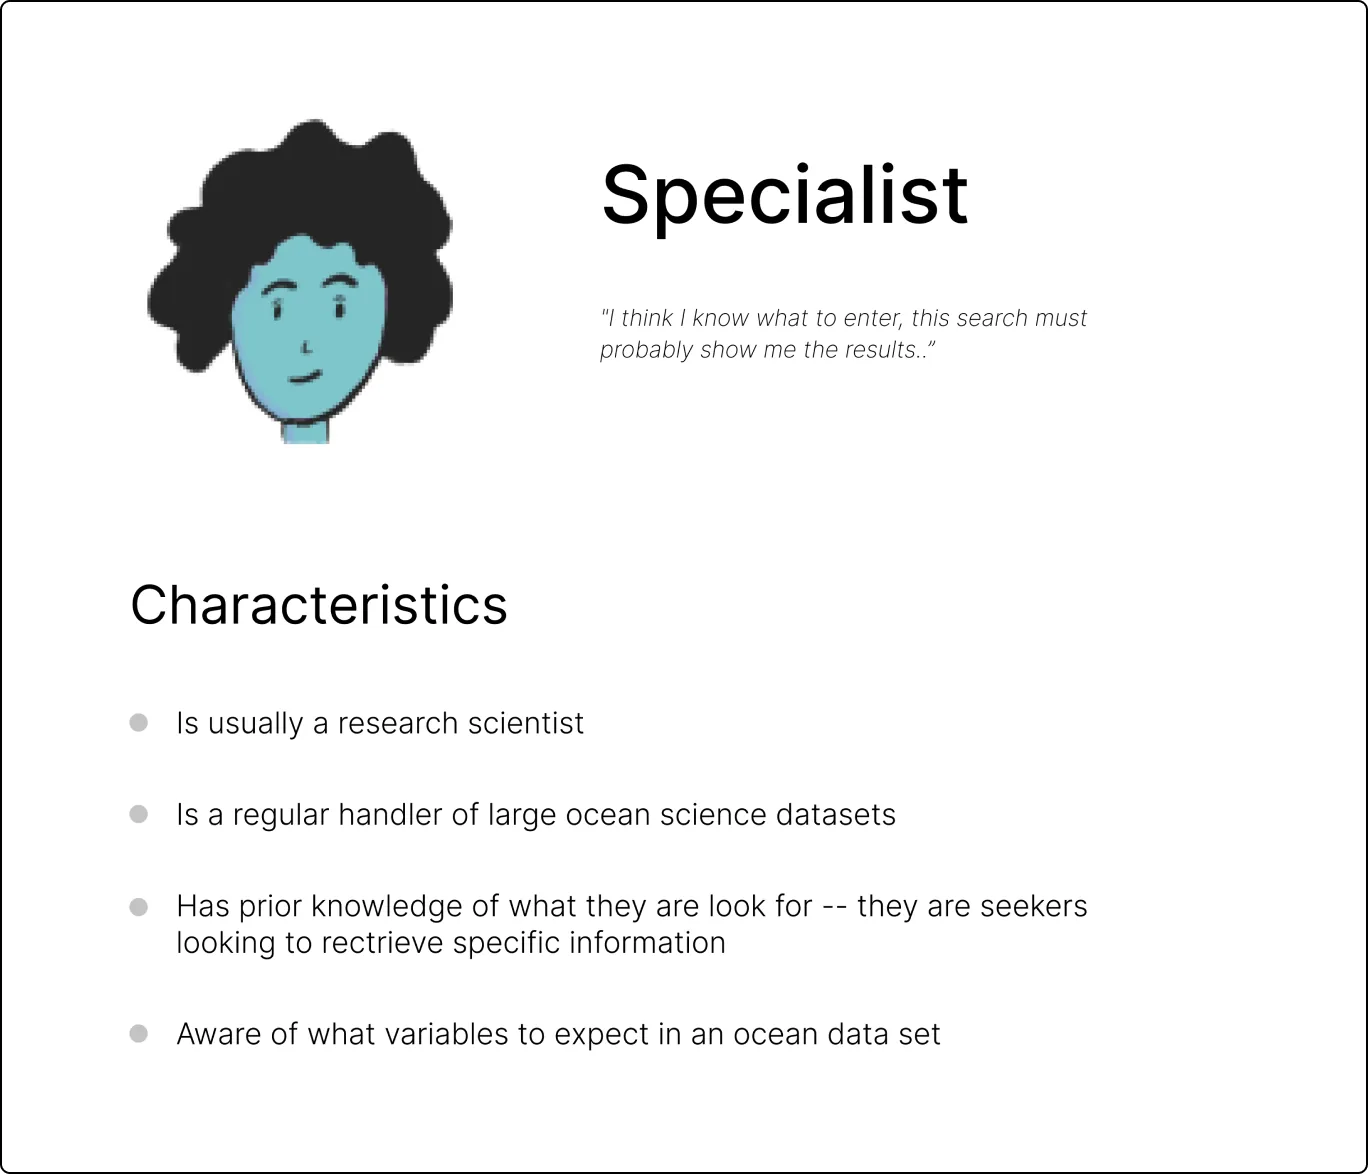 Specialist
"I think I know what to enter, this search must
probably show me the results..”
Characteristics
Is usually a research scientist
Is a regular handler of large ocean science datasets
Has prior knowledge of what they are look for -- they are seekers
looking to rectrieve specific information
Aware of what variables to expect in an ocean data set